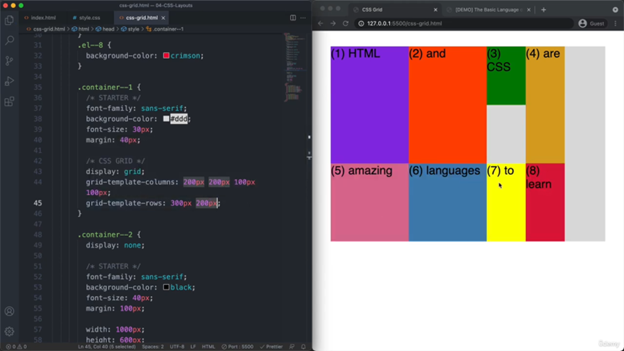 css-grid.html — 04-CSS-Layouts
index.html
# style.css
css-grid.html
css-grid.html > html > head > style > .container--1
31 .el--8 {
32 background-color: crimson;
33 }
34
35 .container--1 {
36 /* STARTER */
37 font-family: sans-serif;
38 background-color: #ddd;
39 font-size: 30px;
40 margin: 40px;
41
42 /* CSS GRID */
43 display: grid;
44 grid-template-columns: 200px 200px 100px
100px;
45 grid-template-rows: 300px 200px;
46 }
47
48 .container--2 {
49 display: none;
50
51 /* STARTER */
52 font-family: sans-serif;
53 background-color: black;
54 font-size: 40px;
55 margin: 100px;
56
57 width: 1000px;
58 height: 600px;
Spaces: 2 UTF-8 LF HTML Port : 5500 Prettier
CSS Grid
[DEMO] The Basic Language
127.0.0.1:5500/css-grid.html
Guest
(1) HTML
(2) and
(3)
CSS
(4) are
(5) amazing
(6) languages
(7) to
(8)
learn
Udemy